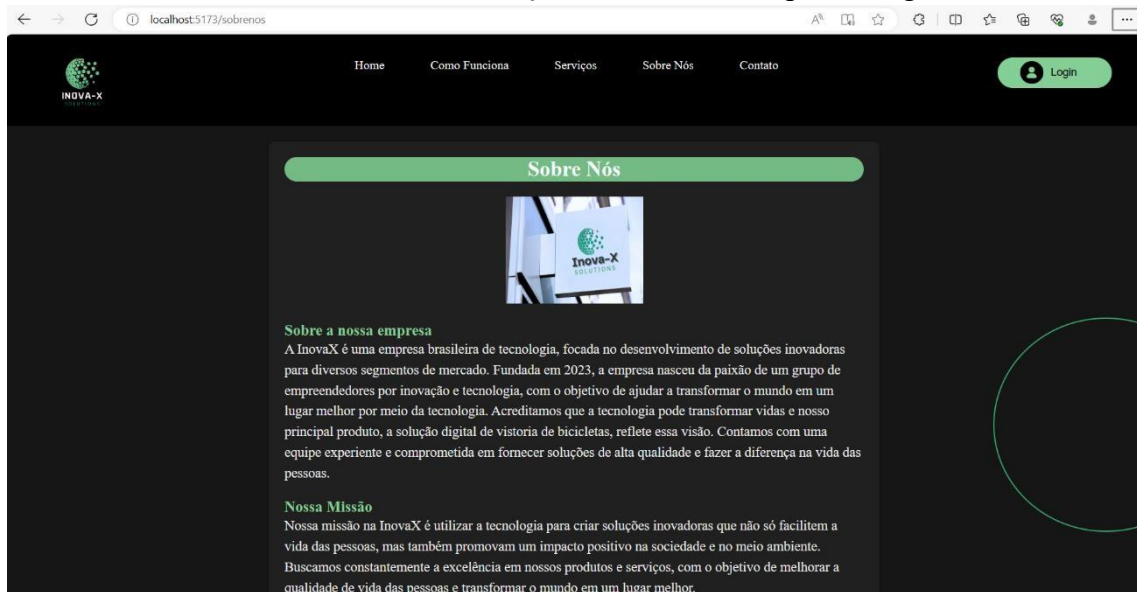 localhost:5173/sobrenos
Home Como Funciona Serviços Sobre Nós Contato
Login
INOVA-X
SOLUTIONS
Sobre Nós
Inova-X
SOLUTIONS
Sobre a nossa empresa
A InovaX é uma empresa brasileira de tecnologia, focada no desenvolvimento de soluções inovadoras
para diversos segmentos de mercado. Fundada em 2023, a empresa nasceu da paixão de um grupo de
empreendedores por inovação e tecnologia, com o objetivo de ajudar a transformar o mundo em um
lugar melhor por meio da tecnologia. Acreditamos que a tecnologia pode transformar vidas e nosso
principal produto, a solução digital de vistoria de bicicletas, reflete essa visão. Contamos com uma
equipe experiente e comprometida em fornecer soluções de alta qualidade e fazer a diferença na vida das
pessoas.
Nossa Missão
Nossa missão na InovaX é utilizar a tecnologia para criar soluções inovadoras que não só facilitem a
vida das pessoas, mas também promovam um impacto positivo na sociedade e no meio ambiente.
Buscamos constantemente a excelência em nossos produtos e serviços, com o objetivo de melhorar a
qualidade de vida das pessoas e transformar o mundo em um lugar melhor.